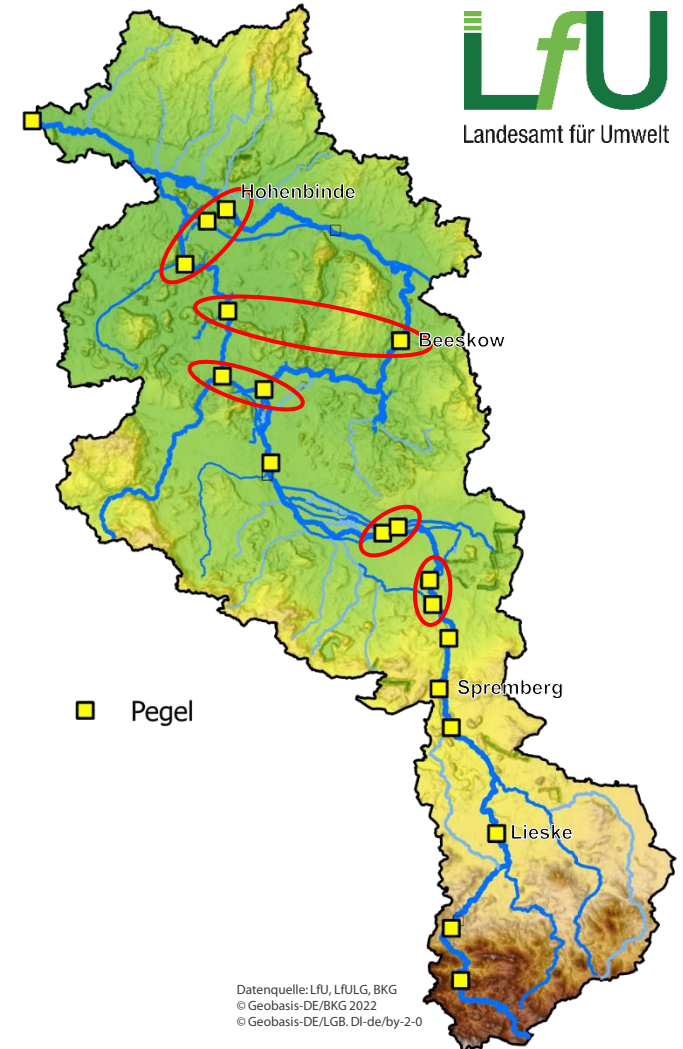 LfU
Landesamt für Umwelt
Hohenbinde
Beeskow
Spremberg
Pegel
Lieske
Datenquelle: LfU, LfULG, BKG
© Geobasis-DE/BKG 2022
© Geobasis-DE/LGB. Dl-de/by-2-0